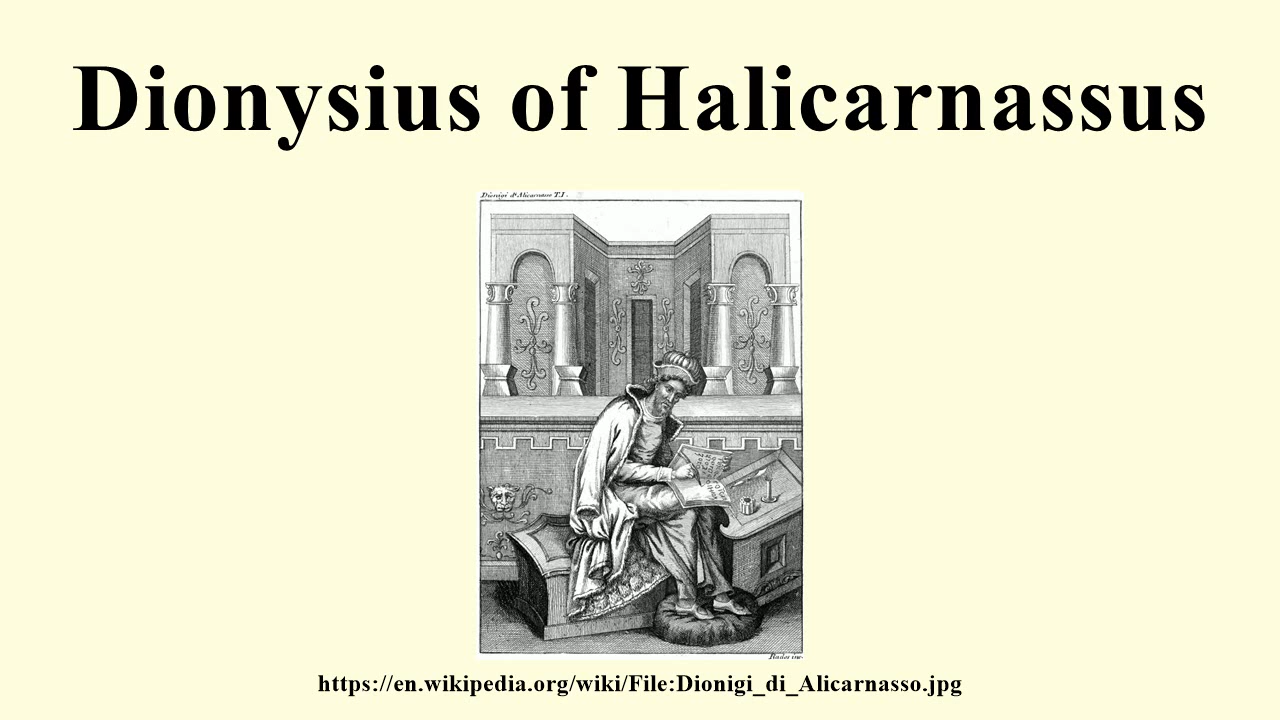 Dionysius of Halicarnassus
Dionigi d'Alicarnasso T.I.
https://en.wikipedia.org/wiki/File:Dionigi_di_Alicarnasso.jpg